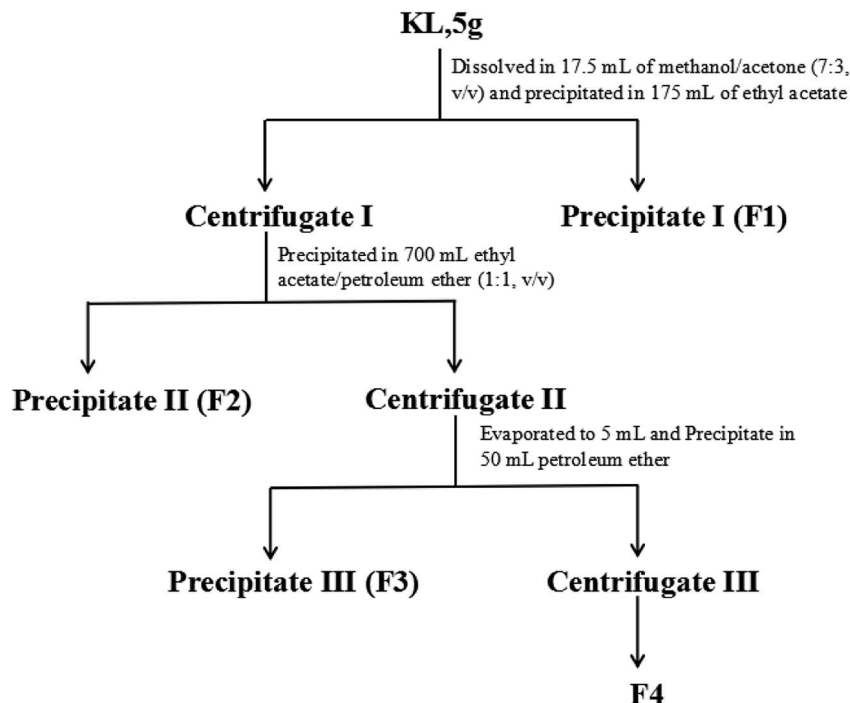 KL,5g
Dissolved in 17.5 mL of methanol/acetone (7:3,
v/v) and precipitated in 175 mL of ethyl acetate
Centrifugate I
Precipitate I (F1)
Precipitated in 700 mL ethyl
acetate/petroleum ether (1:1, v/v)
Precipitate II (F2)
Centrifugate II
Evaporated to 5 mL and Precipitate in
50 mL petroleum ether
Precipitate III (F3)
Centrifugate III
F4